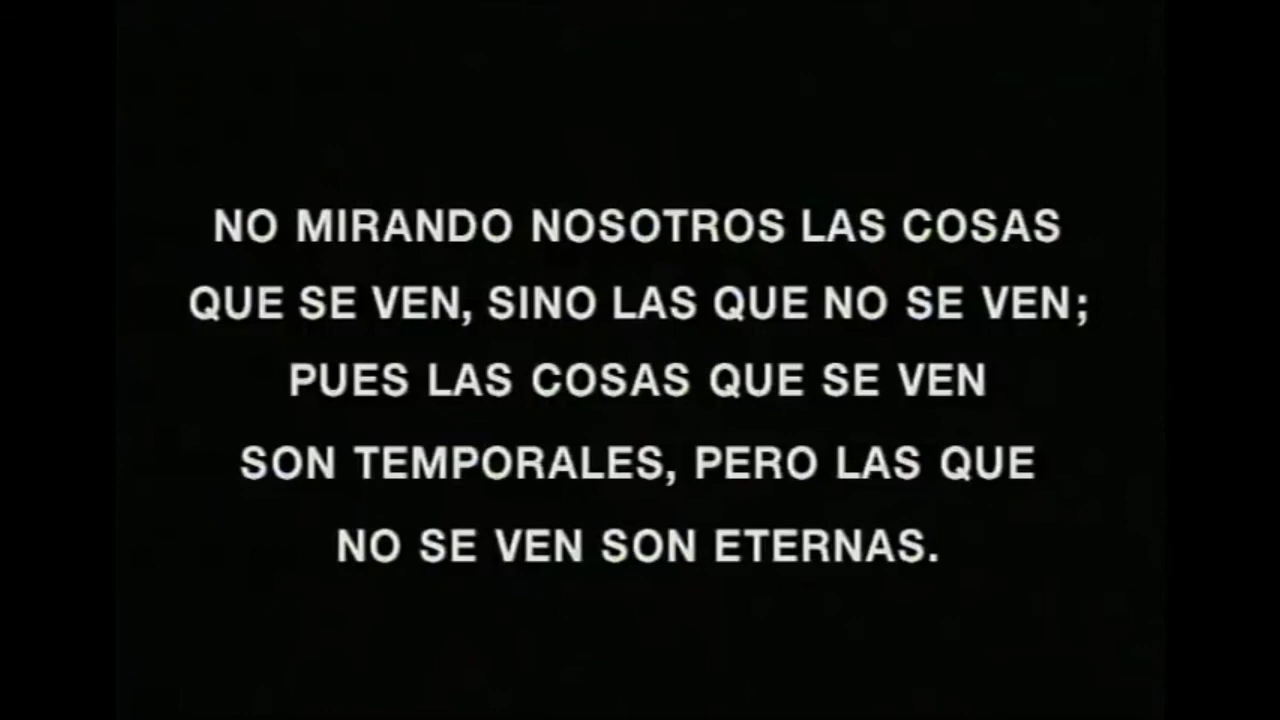 NO MIRANDO NOSOTROS LAS COSAS
QUE SE VEN, SINO LAS QUE NO SE VEN;
PUES LAS COSAS QUE SE VEN
SON TEMPORALES, PERO LAS QUE
NO SE VEN SON ETERNAS.